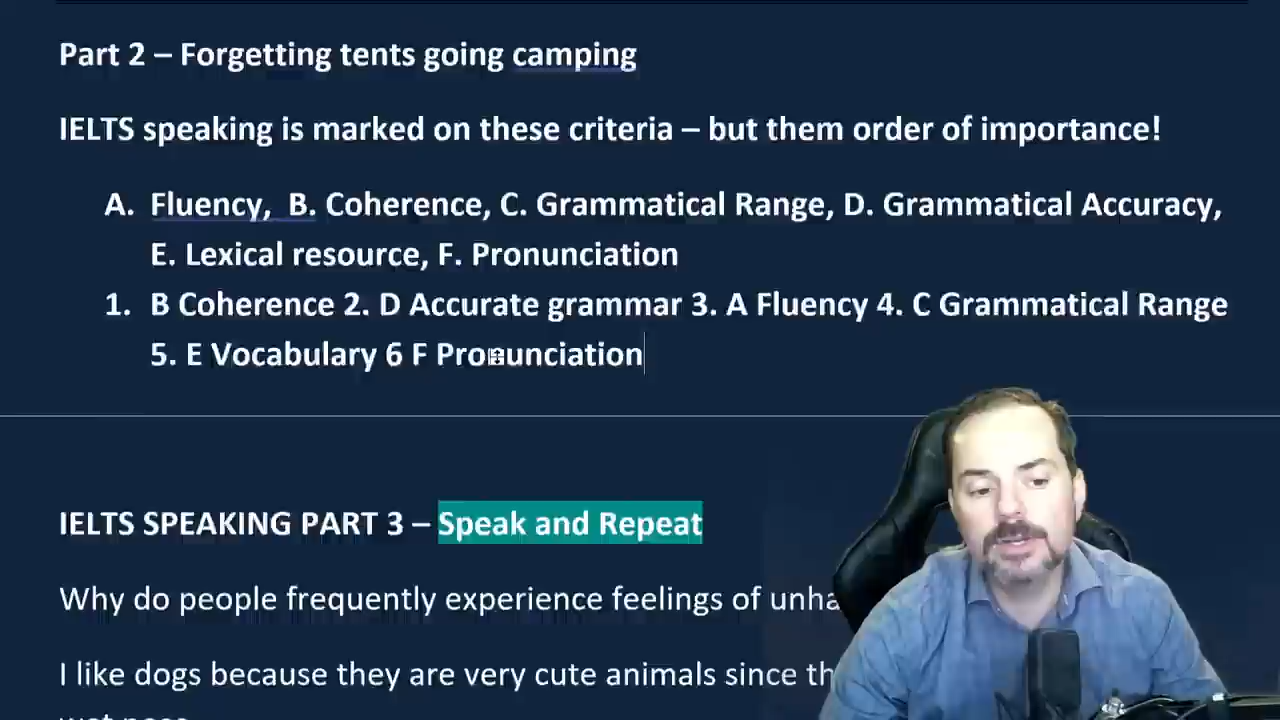 Part 2 – Forgetting tents going camping
IELTS speaking is marked on these criteria – but them order of importance!
A. Fluency, B. Coherence, C. Grammatical Range, D. Grammatical Accuracy,
E. Lexical resource, F. Pronunciation
1. B Coherence 2. D Accurate grammar 3. A Fluency 4. C Grammatical Range
5. E Vocabulary 6 F Pronunciation
IELTS SPEAKING PART 3 – Speak and Repeat
Why do people frequently experience feelings of
I like dogs because they are very cute animals since